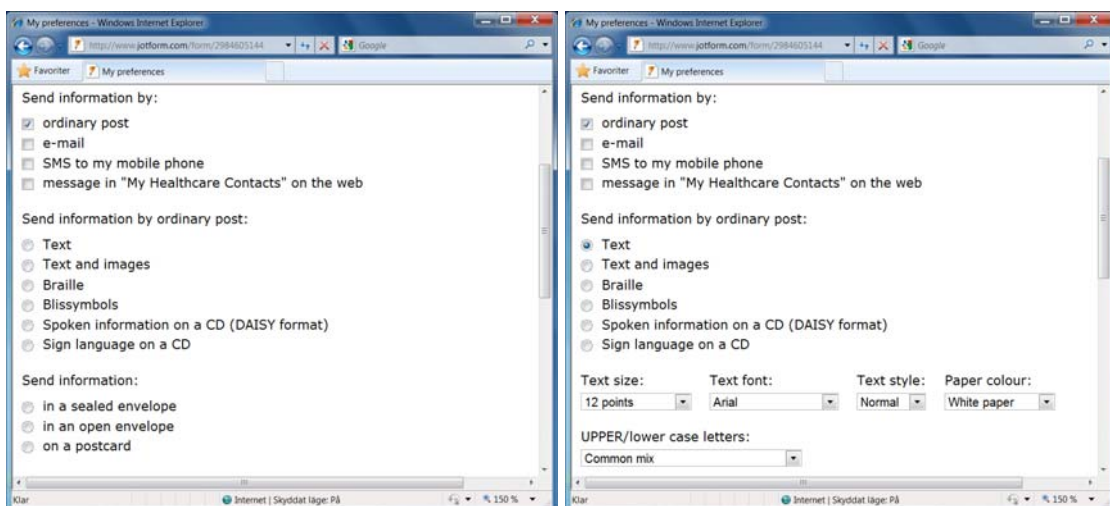 My preferences - Windows Internet Explorer
http://www.jotform.com/form/2984605144
Google
Favoriter
My preferences
Send information by:
ordinary post
e-mail
SMS to my mobile phone
message in "My Healthcare Contacts" on the web
Send information by ordinary post:
Text
Text and images
Braille
Blissymbols
Spoken information on a CD (DAISY format)
Sign language on a CD
Send information:
in a sealed envelope
in an open envelope
on a postcard
Klar
Internet | Skyddat läge: På
150 %
My preferences - Windows Internet Explorer
http://www.jotform.com/form/2984605144
Google
Favoriter
My preferences
Send information by:
ordinary post
e-mail
SMS to my mobile phone
message in "My Healthcare Contacts" on the web
Send information by ordinary post:
Text
Text and images
Braille
Blissymbols
Spoken information on a CD (DAISY format)
Sign language on a CD
Text size: Text font: Text style: Paper colour:
12 points Arial Normal White paper
UPPER/lower case letters:
Common mix
Klar
Internet | Skyddat läge: På
150 %